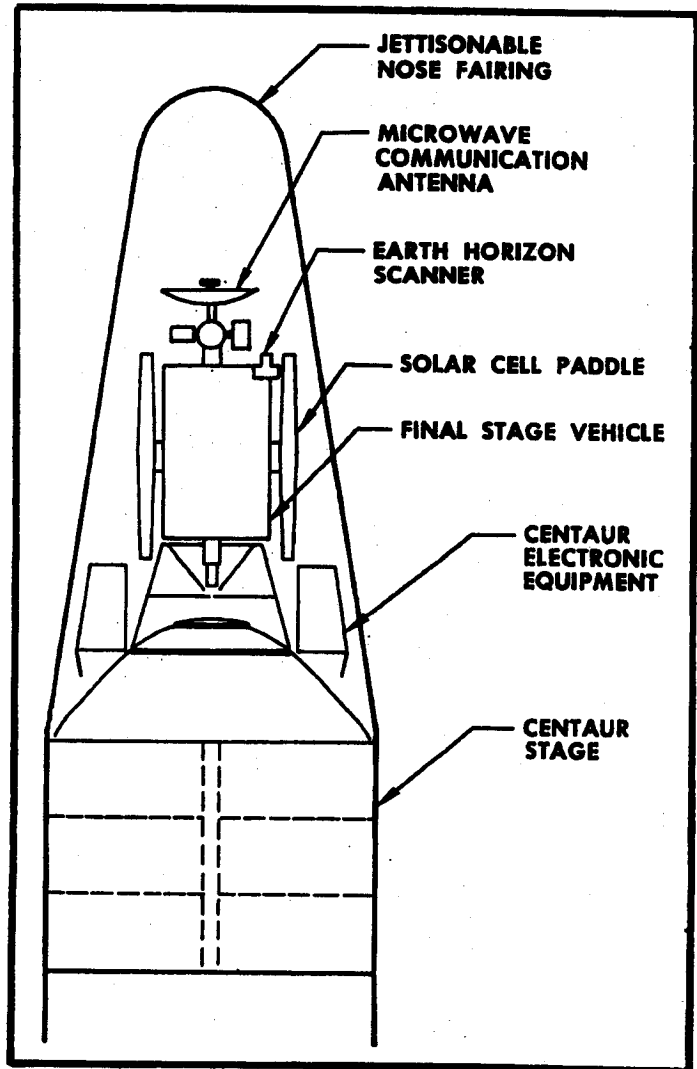 JETTISONABLE
NOSE FAIRING
MICROWAVE
COMMUNICATION
ANTENNA
EARTH HORIZON
SCANNER
SOLAR CELL PADDLE
FINAL STAGE VEHICLE
CENTAUR
ELECTRONIC
EQUIPMENT
CENTAUR
STAGE